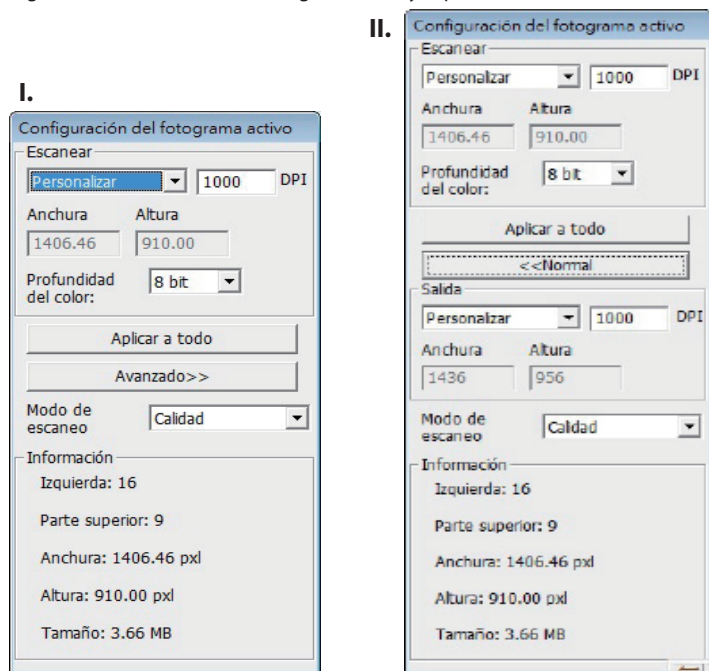 I.
Configuración del fotograma activo
Escanear
Personalizar 1000 DPI
Anchura Altura
1406.46 910.00
Profundidad
del color: 8 bit
Aplicar a todo
Avanzado>>
Modo de
escaneo Calidad
Información
Izquierda: 16
Parte superior: 9
Anchura: 1406.46 pxl
Altura: 910.00 pxl
Tamaño: 3.66 MB
II.
Configuración del fotograma activo
Escanear
Personalizar 1000 DPI
Anchura Altura
1406.46 910.00
Profundidad
del color: 8 bit
Aplicar a todo
<<Normal
Salida
Personalizar 1000 DPI
Anchura Altura
1436 956
Modo de
escaneo Calidad
Información
Izquierda: 16
Parte superior: 9
Anchura: 1406.46 pxl
Altura: 910.00 pxl
Tamaño: 3.66 MB